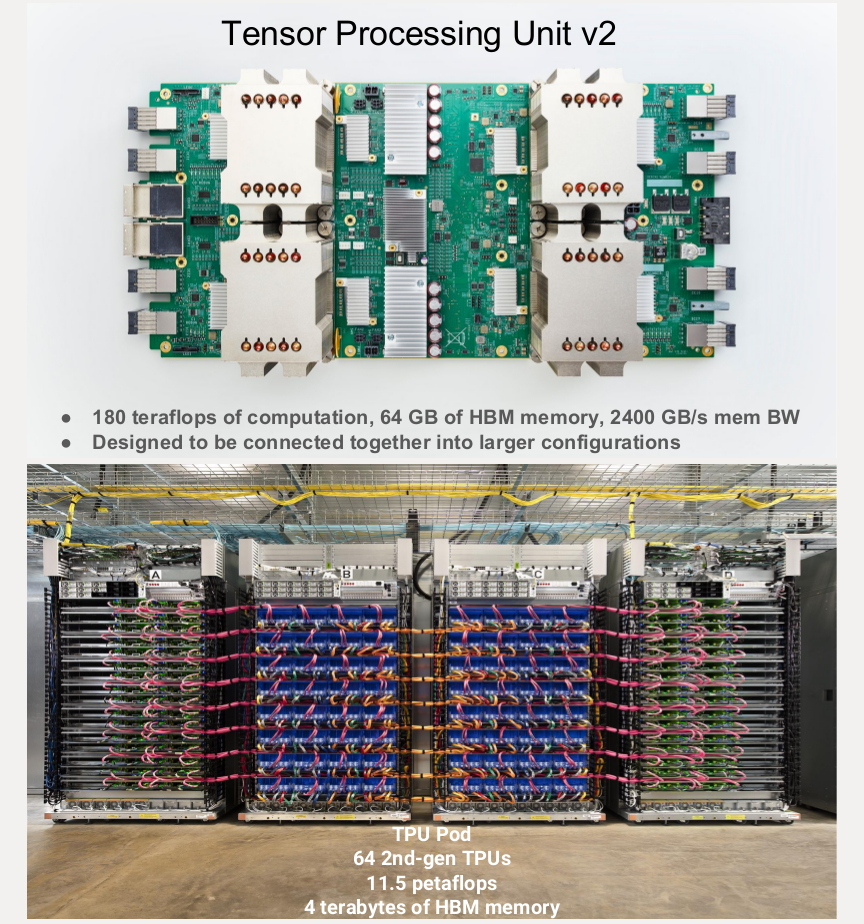 Tensor Processing Unit v2
● 180 teraflops of computation, 64 GB of HBM memory, 2400 GB/s mem BW
● Designed to be connected together into larger configurations
A
B
C
D
TPU Pod
64 2nd-gen TPUs
11.5 petaflops
4 terabytes of HBM memory